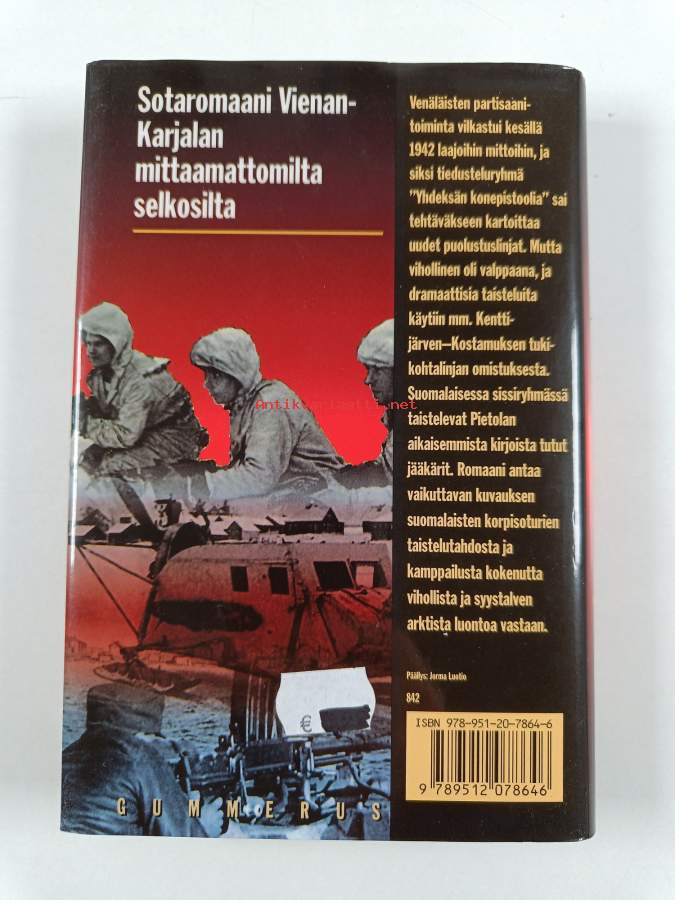 Sotaromaani Vienan-
Karjalan
mittaamattomilta
selkosilta
Venäläisten partisaani-
toiminta vilkastui kesällä
1942 laajoihin mittoihin, ja
siksi tiedusteluryhmä
"Yhdeksän konepistoolia" sai
tehtäväkseen kartoittaa
uudet puolustuslinjat. Mutta
vihollinen oli valppaana, ja
dramaattisia taisteluita
käytiin mm. Kentti-
järven–Kostamuksen tuki-
kohtalinjan omistuksesta.
Suomalaisessa sissiryhmässä
taistelevat Pietolan
aikaisemmista kirjoista tutut
jääkärit. Romaani antaa
vaikuttavan kuvauksen
suomalaisten korpisoturien
taistelutahdosta ja
kamppailusta kokenutta
vihollista ja syystalven
arktista luontoa vastaan.
Päällys: Jorma Luotio
842
ISBN 978-951-20-7864-6
9 789512 078646
€
GUMMERUS
Antikvariaatti.net